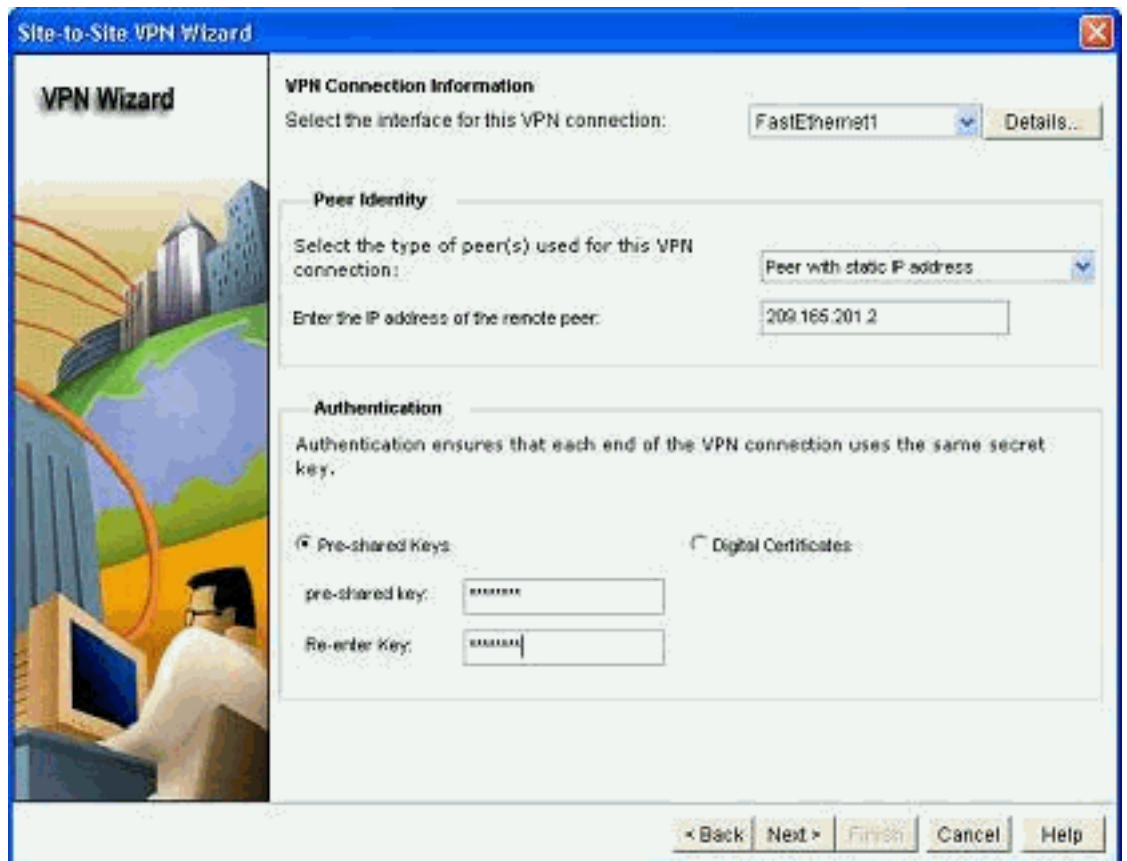 Site-to-Site VPN Wizard
VPN Wizard
VPN Connection Information
Select the interface for this VPN connection:
FastEthernet1
Details...
Peer Identity
Select the type of peer(s) used for this VPN
connection:
Peer with static IP address
Enter the IP address of the remote peer:
209.165.201.2
Authentication
Authentication ensures that each end of the VPN connection uses the same secret
key.
Pre-shared Keys
Digital Certificates
pre-shared key:
********
Re-enter Key:
********
< Back
Next >
Finish
Cancel
Help